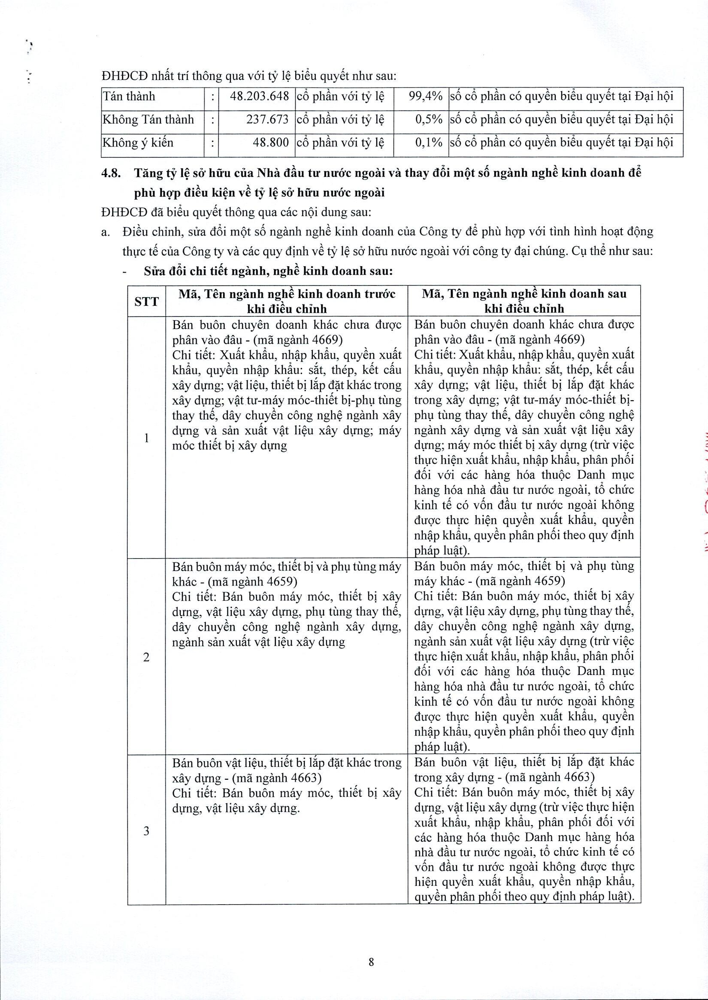 ĐHĐCĐ nhất trí thông qua với tỷ lệ biểu quyết như sau:
Tán thành : 48.203.648 cổ phần với tỷ lệ 99,4% số cổ phần có quyền biểu quyết tại Đại hội
Không Tán thành : 237.673 cổ phần với tỷ lệ 0,5% số cổ phần có quyền biểu quyết tại Đại hội
Không ý kiến : 48.800 cổ phần với tỷ lệ 0,1% số cổ phần có quyền biểu quyết tại Đại hội
4.8. Tăng tỷ lệ sở hữu của Nhà đầu tư nước ngoài và thay đổi một số ngành nghề kinh doanh để
phù hợp điều kiện về tỷ lệ sở hữu nước ngoài
ĐHĐCĐ đã biểu quyết thông qua các nội dung sau:
a. Điều chỉnh, sửa đổi một số ngành nghề kinh doanh của Công ty để phù hợp với tình hình hoạt động
thực tế của Công ty và các quy định về tỷ lệ sở hữu nước ngoài với công ty đại chúng. Cụ thể như sau:
- Sửa đổi chi tiết ngành, nghề kinh doanh sau:
STT
Mã, Tên ngành nghề kinh doanh trước
khi điều chỉnh
Mã, Tên ngành nghề kinh doanh sau
khi điều chỉnh
1
Bán buôn chuyên doanh khác chưa được
phân vào đâu - (mã ngành 4669)
Chi tiết: Xuất khẩu, nhập khẩu, quyền xuất
khẩu, quyền nhập khẩu: sắt, thép, kết cấu
xây dựng; vật liệu, thiết bị lắp đặt khác trong
xây dựng; vật tư-máy móc-thiết bị-phụ tùng
thay thế, dây chuyền công nghệ ngành xây
dựng và sản xuất vật liệu xây dựng; máy
móc thiết bị xây dựng
Bán buôn chuyên doanh khác chưa được
phân vào đâu - (mã ngành 4669)
Chi tiết: Xuất khẩu, nhập khẩu, quyền xuất
khẩu, quyền nhập khẩu: sắt, thép, kết cấu
xây dựng; vật liệu, thiết bị lắp đặt khác
trong xây dựng; vật tư-máy móc-thiết bị-
phụ tùng thay thế, dây chuyền công nghệ
ngành xây dựng và sản xuất vật liệu xây
dựng; máy móc thiết bị xây dựng (trừ việc
thực hiện xuất khẩu, nhập khẩu, phân phối
đối với các hàng hóa thuộc Danh mục
hàng hóa nhà đầu tư nước ngoài, tổ chức
kinh tế có vốn đầu tư nước ngoài không
được thực hiện quyền xuất khẩu, quyền
nhập khẩu, quyền phân phối theo quy định
pháp luật).
2
Bán buôn máy móc, thiết bị và phụ tùng máy
khác - (mã ngành 4659)
Chi tiết: Bán buôn máy móc, thiết bị xây
dựng, vật liệu xây dựng, phụ tùng thay thế,
dây chuyền công nghệ ngành xây dựng,
ngành sản xuất vật liệu xây dựng
Bán buôn máy móc, thiết bị và phụ tùng
máy khác - (mã ngành 4659)
Chi tiết: Bán buôn máy móc, thiết bị xây
dựng, vật liệu xây dựng, phụ tùng thay thế,
dây chuyền công nghệ ngành xây dựng,
ngành sản xuất vật liệu xây dựng (trừ việc
thực hiện xuất khẩu, nhập khẩu, phân phối
đối với các hàng hóa thuộc Danh mục
hàng hóa nhà đầu tư nước ngoài, tổ chức
kinh tế có vốn đầu tư nước ngoài không
được thực hiện quyền xuất khẩu, quyền
nhập khẩu, quyền phân phối theo quy định
pháp luật).
3
Bán buôn vật liệu, thiết bị lắp đặt khác trong
xây dựng - (mã ngành 4663)
Chi tiết: Bán buôn máy móc, thiết bị xây
dựng, vật liệu xây dựng.
Bán buôn vật liệu, thiết bị lắp đặt khác
trong xây dựng - (mã ngành 4663)
Chi tiết: Bán buôn máy móc, thiết bị xây
dựng, vật liệu xây dựng (trừ việc thực hiện
xuất khẩu, nhập khẩu, phân phối đối với
các hàng hóa thuộc Danh mục hàng hóa
nhà đầu tư nước ngoài, tổ chức kinh tế có
vốn đầu tư nước ngoài không được thực
hiện quyền xuất khẩu, quyền nhập khẩu,
quyền phân phối theo quy định pháp luật).
8